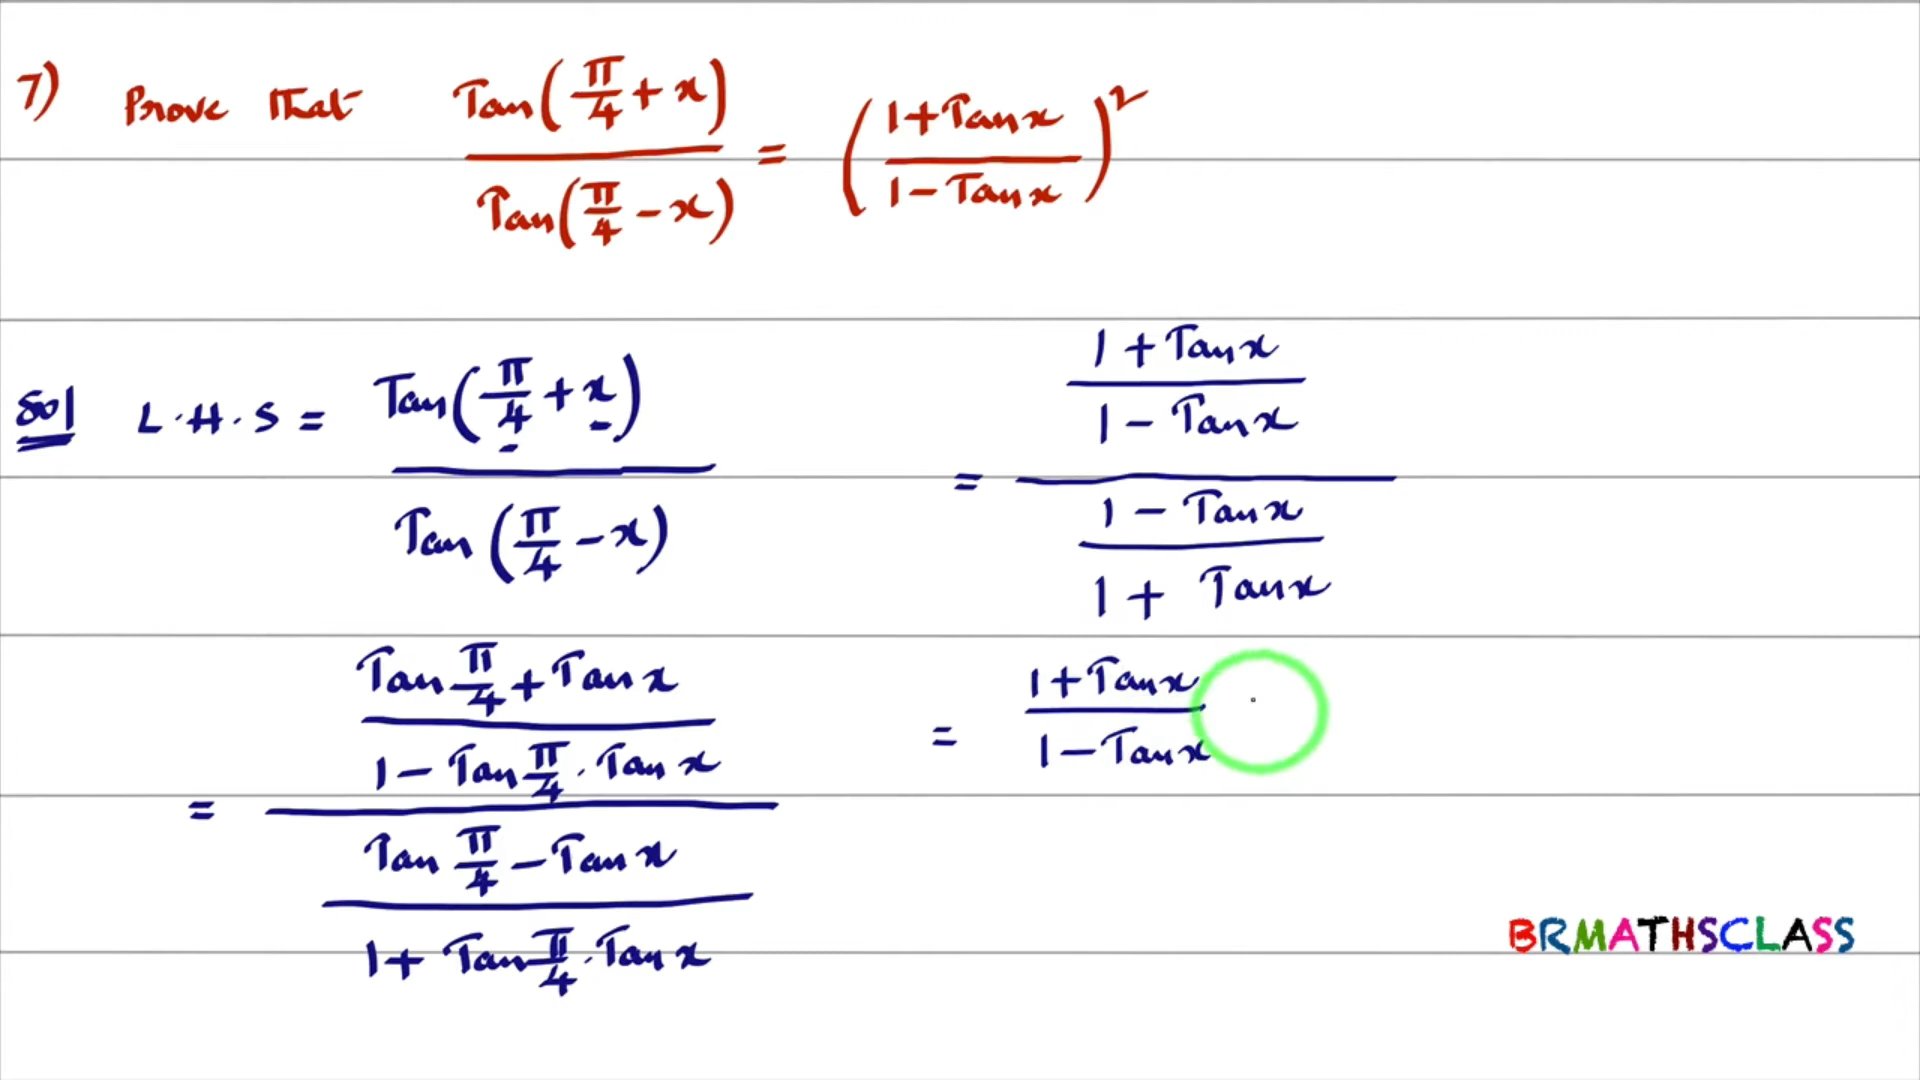 7) Prove that Tan(π/4 + x) / Tan(π/4 - x) = ((1+Tanx) / (1-Tanx))²
Sol L.H.S = Tan(π/4 + x) / Tan(π/4 - x)
= ((Tan π/4 + Tan x) / (1 - Tan π/4 . Tan x)) / ((Tan π/4 - Tan x) / (1 + Tan π/4 . Tan x))
= ((1 + Tanx) / (1 - Tanx)) / ((1 - Tanx) / (1 + Tanx))
= (1+Tanx) / (1-Tanx)
BRMATHSCLASS